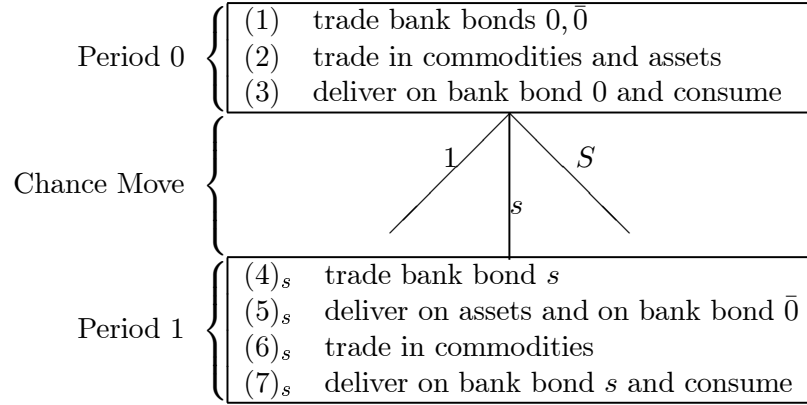 Period 0
(1) trade bank bonds 0, 0̄
(2) trade in commodities and assets
(3) deliver on bank bond 0 and consume
Chance Move
1 s S
Period 1
(4)ₛ trade bank bond s
(5)ₛ deliver on assets and on bank bond 0̄
(6)ₛ trade in commodities
(7)ₛ deliver on bank bond s and consume